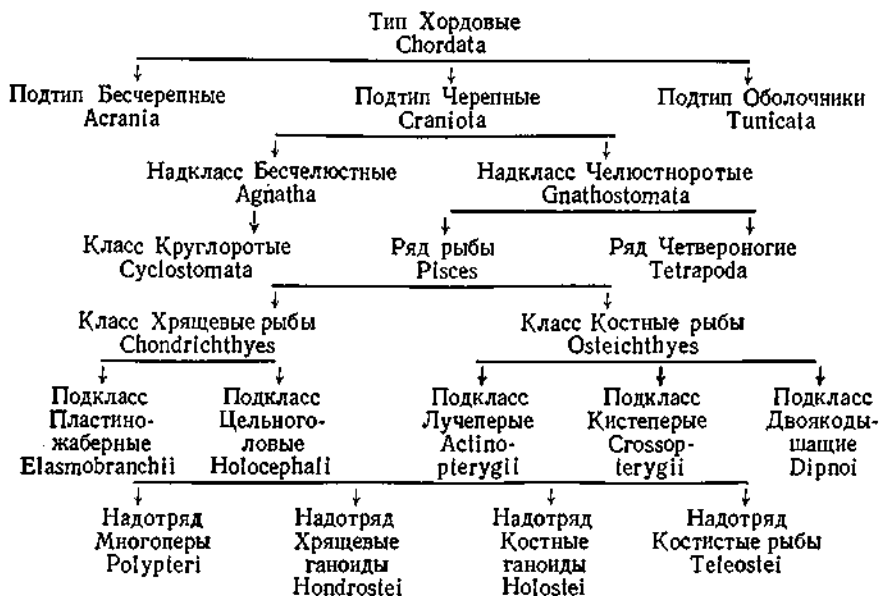 Тип Хордовые
Chordata
Подтип Бесчерепные
Acrania
Подтип Черепные
Craniota
Подтип Оболочники
Tunicata
Надкласс Бесчелюстные
Agnatha
Надкласс Челюстноротые
Gnathostomata
Класс Круглоротые
Cyclostomata
Ряд рыбы
Pisces
Ряд Четвероногие
Tetrapoda
Класс Хрящевые рыбы
Chondrichthyes
Класс Костные рыбы
Osteichthyes
Подкласс
Пластино-
жаберные
Elasmobranchii
Подкласс
Цельного-
ловые
Holocephali
Подкласс
Лучеперые
Actino-
pterygii
Подкласс
Кистеперые
Crossop-
terygii
Подкласс
Двоякоды-
шащие
Dipnoi
Надотряд
Многоперы
Polypteri
Надотряд
Хрящевые
ганоиды
Hondrostei
Надотряд
Костные
ганоиды
Holostei
Надотряд
Костистые рыбы
Teleostei